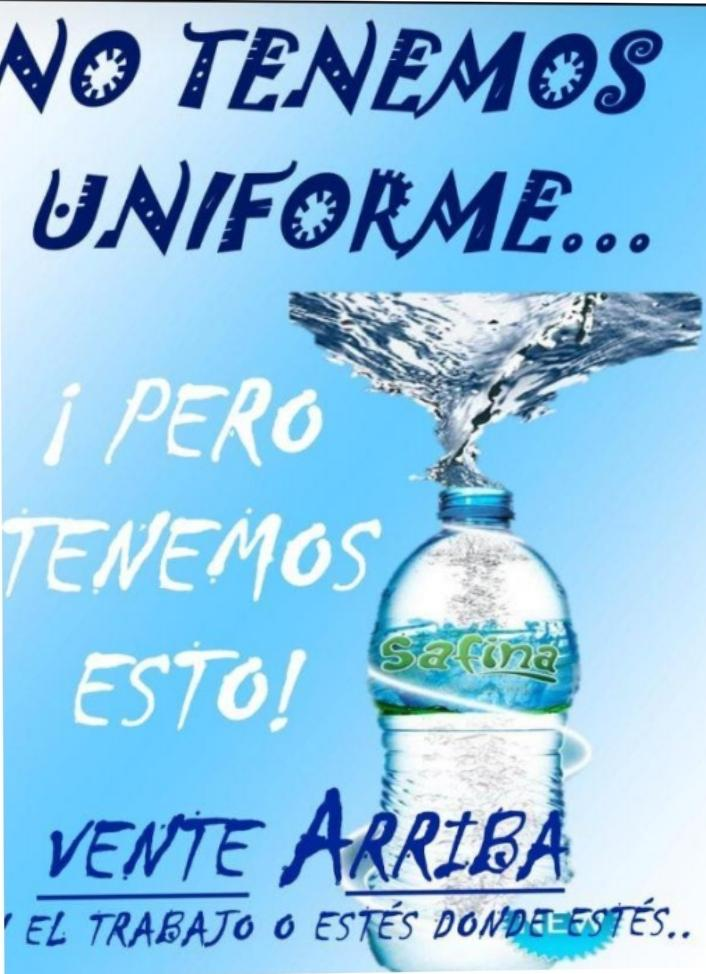 NO TENEMOS
UNIFORME...
¡ PERO
TENEMOS
ESTO!
Safina
VENTE ARRIBA
EL TRABAJO O ESTÉS DONDE ESTÉS..